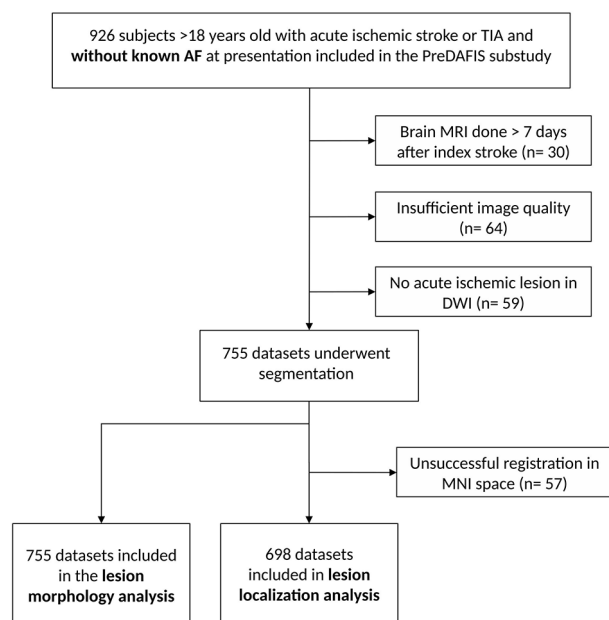 926 subjects >18 years old with acute ischemic stroke or TIA and
without known AF at presentation included in the PreDAFIS substudy
Brain MRI done > 7 days
after index stroke (n= 30)
Insufficient image quality
(n= 64)
No acute ischemic lesion in
DWI (n= 59)
755 datasets underwent
segmentation
Unsuccessful registration in
MNI space (n= 57)
755 datasets included
in the lesion
morphology analysis
698 datasets
included in lesion
localization analysis